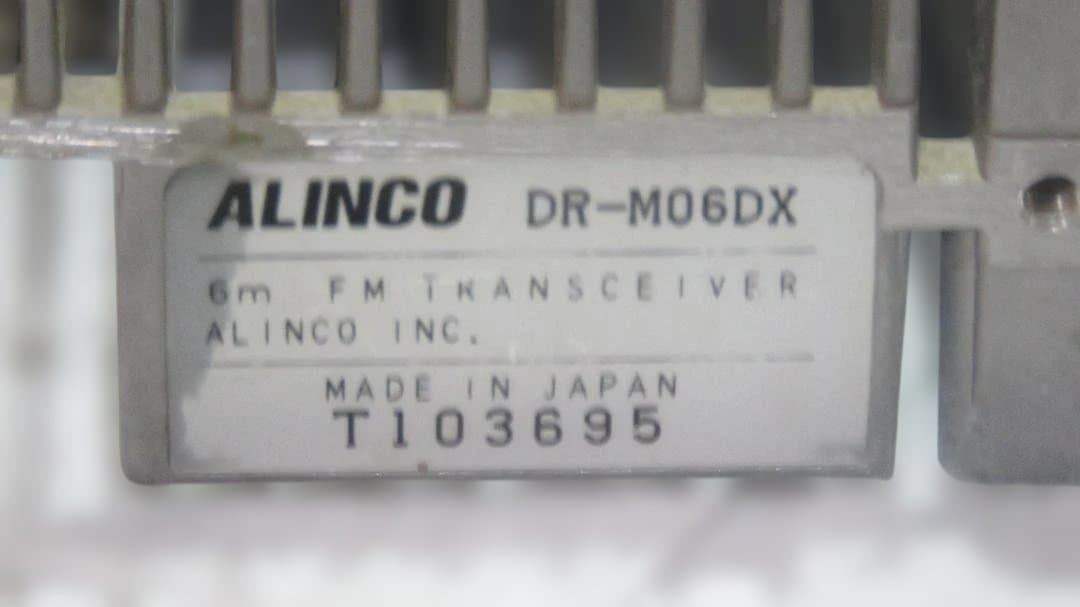 ALINCO DR-M06DX
6m FM TRANSCEIVER
ALINCO INC.
MADE IN JAPAN
T103695